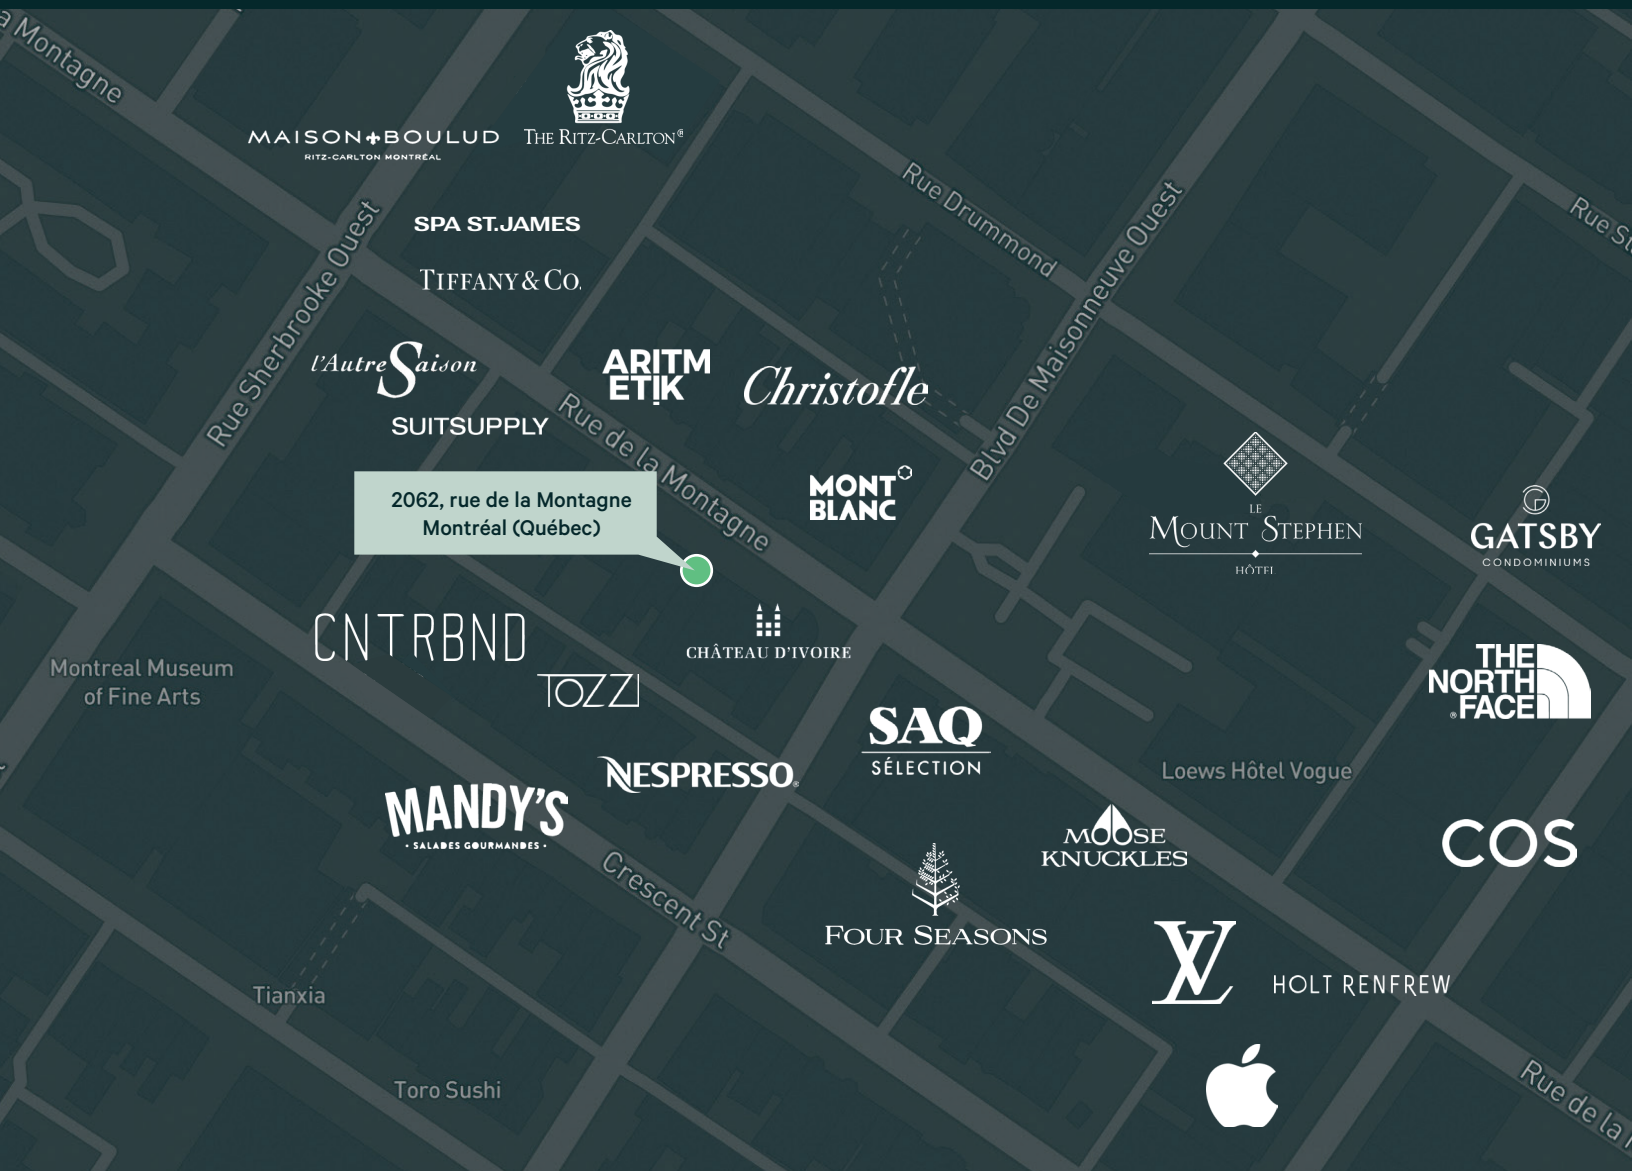 a Montagne
MAISON BOULUD
RITZ-CARLTON MONTRÉAL
THE RITZ-CARLTON®
Rue Drummond
Rue St
SPA ST.JAMES
TIFFANY & CO.
Rue Sherbrooke Ouest
Blvd De Maisonneuve Ouest
l'Autre Saison
ARITM
ETIK
Christofle
SUITSUPPLY
Rue de la Montagne
2062, rue de la Montagne
Montréal (Québec)
MONT
BLANC
LE
MOUNT STEPHEN
HÔTEL
GATSBY
CONDOMINIUMS
CNTRBND
CHÂTEAU D'IVOIRE
Montreal Museum
of Fine Arts
TOZZI
THE
NORTH
FACE
®
SAQ
SÉLECTION
NESPRESSO®
Loews Hôtel Vogue
MANDY'S
• SALADES GOURMANDES •
MOOSE
KNUCKLES
COS
Crescent St
FOUR SEASONS
LV
HOLT RENFREW
Tianxia
Toro Sushi
Rue de la